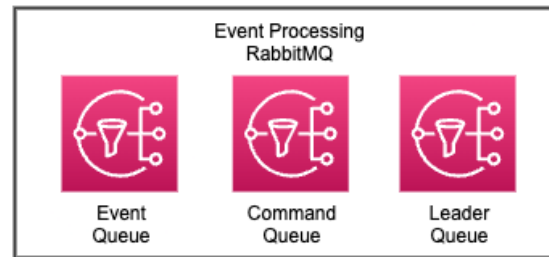 Event Processing
RabbitMQ
Event
Queue
Command
Queue
Leader
Queue